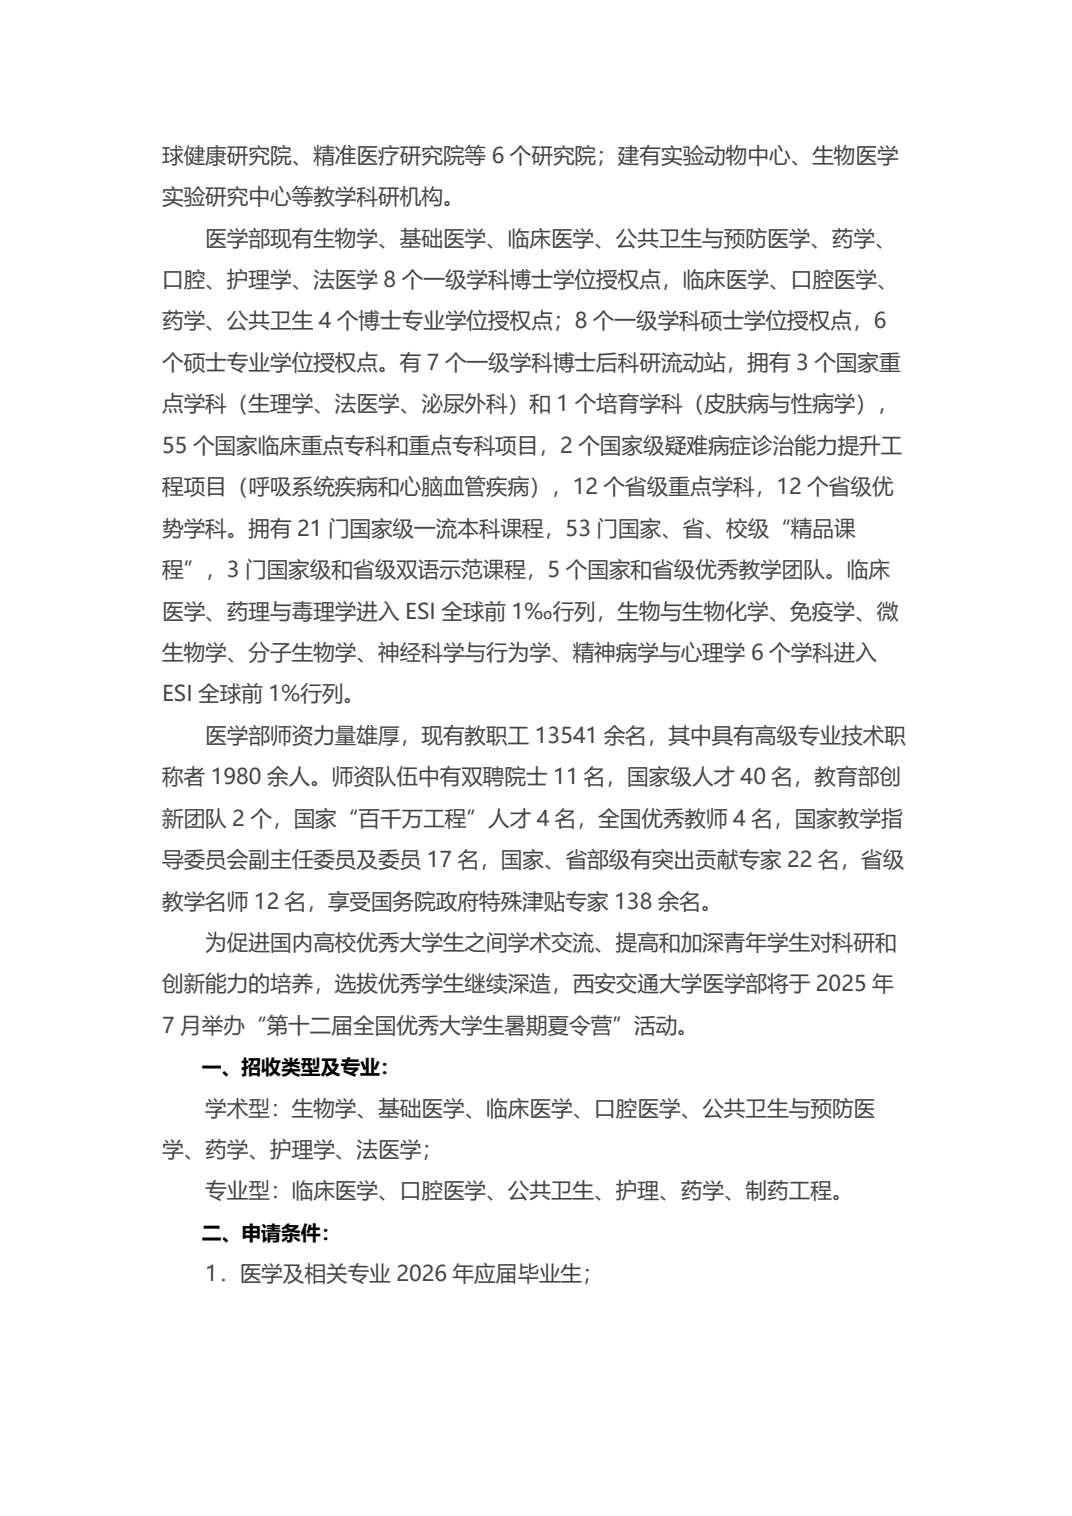 球健康研究院、精准医疗研究院等 6 个研究院；建有实验动物中心、生物医学
实验研究中心等教学科研机构。
医学部现有生物学、基础医学、临床医学、公共卫生与预防医学、药学、
口腔、护理学、法医学 8 个一级学科博士学位授权点，临床医学、口腔医学、
药学、公共卫生 4 个博士专业学位授权点；8 个一级学科硕士学位授权点，6
个硕士专业学位授权点。有 7 个一级学科博士后科研流动站，拥有 3 个国家重
点学科（生理学、法医学、泌尿外科）和 1 个培育学科（皮肤病与性病学），
55 个国家临床重点专科和重点专科项目，2 个国家级疑难病症诊治能力提升工
程项目（呼吸系统疾病和心脑血管疾病），12 个省级重点学科，12 个省级优
势学科。拥有 21 门国家级一流本科课程，53 门国家、省、校级“精品课
程”，3 门国家级和省级双语示范课程，5 个国家和省级优秀教学团队。临床
医学、药理与毒理学进入 ESI 全球前 1‰行列，生物与生物化学、免疫学、微
生物学、分子生物学、神经科学与行为学、精神病学与心理学 6 个学科进入
ESI 全球前 1%行列。
医学部师资力量雄厚，现有教职工 13541 余名，其中具有高级专业技术职
称者 1980 余人。师资队伍中有双聘院士 11 名，国家级人才 40 名，教育部创
新团队 2 个，国家“百千万工程”人才 4 名，全国优秀教师 4 名，国家教学指
导委员会副主任委员及委员 17 名，国家、省部级有突出贡献专家 22 名，省级
教学名师 12 名，享受国务院政府特殊津贴专家 138 余名。
为促进国内高校优秀大学生之间学术交流、提高和加深青年学生对科研和
创新能力的培养，选拔优秀学生继续深造，西安交通大学医学部将于 2025 年
7 月举办“第十二届全国优秀大学生暑期夏令营”活动。
一、招收类型及专业：
学术型：生物学、基础医学、临床医学、口腔医学、公共卫生与预防医
学、药学、护理学、法医学；
专业型：临床医学、口腔医学、公共卫生、护理、药学、制药工程。
二、申请条件：
1．医学及相关专业 2026 年应届毕业生；